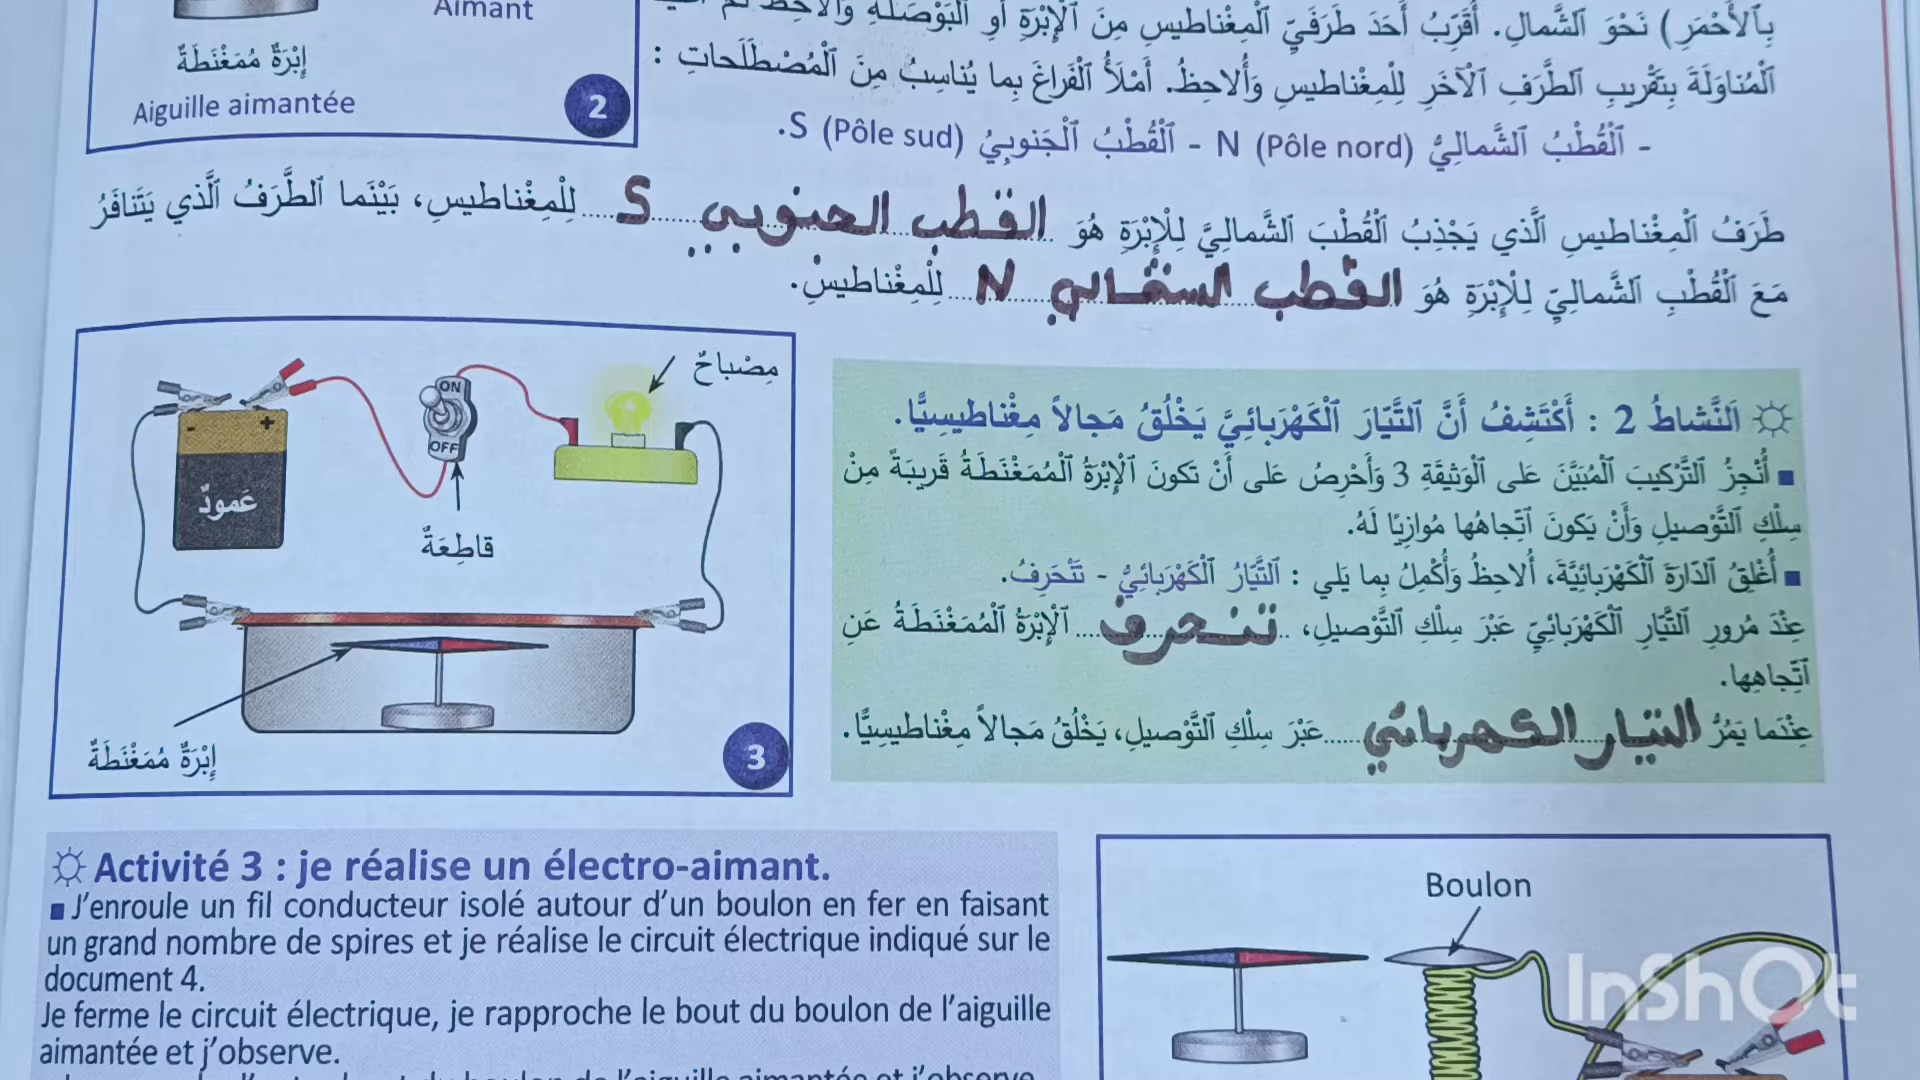 Aimant
إِبْرَةٌ مُمَغْنَطَةٌ
Aiguille aimantée
2
بِالْأَحْمَرِ) نَحْوَ الشَّمالِ. أُقَرِّبُ أَحَدَ طَرَفَيِ الْمِغْناطيسِ مِنَ الْإِبْرَةِ أَوِ الْبَوْصَلَةِ وَأُلاحِظُ ثُمَّ
الْمُناوَلَةَ بِتَقْريبِ الطَّرَفِ الْآخَرِ لِلْمِغْناطيسِ وَأُلاحِظُ. أَمْلَأُ الْفَراغَ بِما يُناسِبُ مِنَ الْمُصْطَلَحاتِ :
- الْقُطْبُ الشَّمالِيُّ N (Pôle nord) - الْقُطْبُ الْجَنوبِيُ S (Pôle sud).
طَرَفُ الْمِغْناطيسِ الَّذي يَجْذِبُ الْقُطْبَ الشَّمالِيَّ لِلْإِبْرَةِ هُوَ القطب الجنوبي S لِلْمِغْناطيسِ، بَيْنَما الطَّرَفُ الَّذي يَتَنافَرُ
مَعَ الْقُطْبِ الشَّمالِيِّ لِلْإِبْرَةِ هُوَ القطب الشمالي N لِلْمِغْناطيسِ.
مِصْباحٌ
ON
OFF
- +
عَمودٌ
قاطِعَةٌ
إِبْرَةٌ مُمَغْنَطَةٌ
3
اَلنَّشاطُ 2 : أَكْتَشِفُ أَنَّ التَّيّارَ الْكَهْرَبائِيَّ يَخْلُقُ مَجالاً مِغْناطيسِيًّا.
أُنْجِزُ التَّرْكيبَ الْمُبَيَّنَ عَلى الْوَثيقَةِ 3 وَأَحْرِصُ عَلى أَنْ تَكونَ الْإِبْرَةُ الْمُمَغْنَطَةُ قَريبَةً مِنْ
سِلْكِ التَّوْصيلِ وَأَنْ يَكونَ اتِّجاهُها مُوازِيًا لَهُ.
أُغْلِقُ الدّارَةَ الْكَهْرَبائِيَّةَ، أُلاحِظُ وَأُكْمِلُ بِما يَلي : التَّيّارُ الْكَهْرَبائِيُّ - تَنْحَرِفُ.
عِنْدَ مُرورِ التَّيّارِ الْكَهْرَبائِيِّ عَبْرَ سِلْكِ التَّوْصيلِ، تنحرف الْإِبْرَةُ الْمُمَغْنَطَةُ عَنِ
اتِّجاهِها.
عِنْدَما يَمُرُّ التيار الكهربائي عَبْرَ سِلْكِ التَّوْصيلِ، يَخْلُقُ مَجالاً مِغْناطيسِيًّا.
Activité 3 : je réalise un électro-aimant.
J'enroule un fil conducteur isolé autour d'un boulon en fer en faisant
un grand nombre de spires et je réalise le circuit électrique indiqué sur le
document 4.
Je ferme le circuit électrique, je rapproche le bout du boulon de l'aiguille
aimantée et j'observe.
du boulon de l'aiguille aimantée et j'observe
Boulon
InShOt